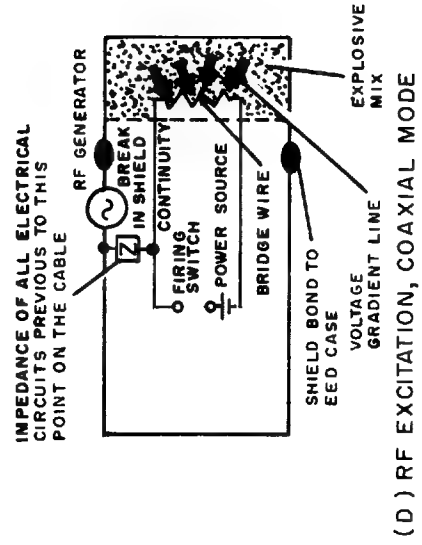 IMPEDANCE OF ALL ELECTRICAL
CIRCUITS PREVIOUS TO THIS
POINT ON THE CABLE
RF GENERATOR
BREAK
IN SHIELD
CONTINUITY
Z
FIRING
SWITCH
POWER SOURCE
BRIDGE WIRE
SHIELD BOND TO
EED CASE
VOLTAGE
GRADIENT LINE
EXPLOSIVE
MIX
(D) RF EXCITATION, COAXIAL MODE